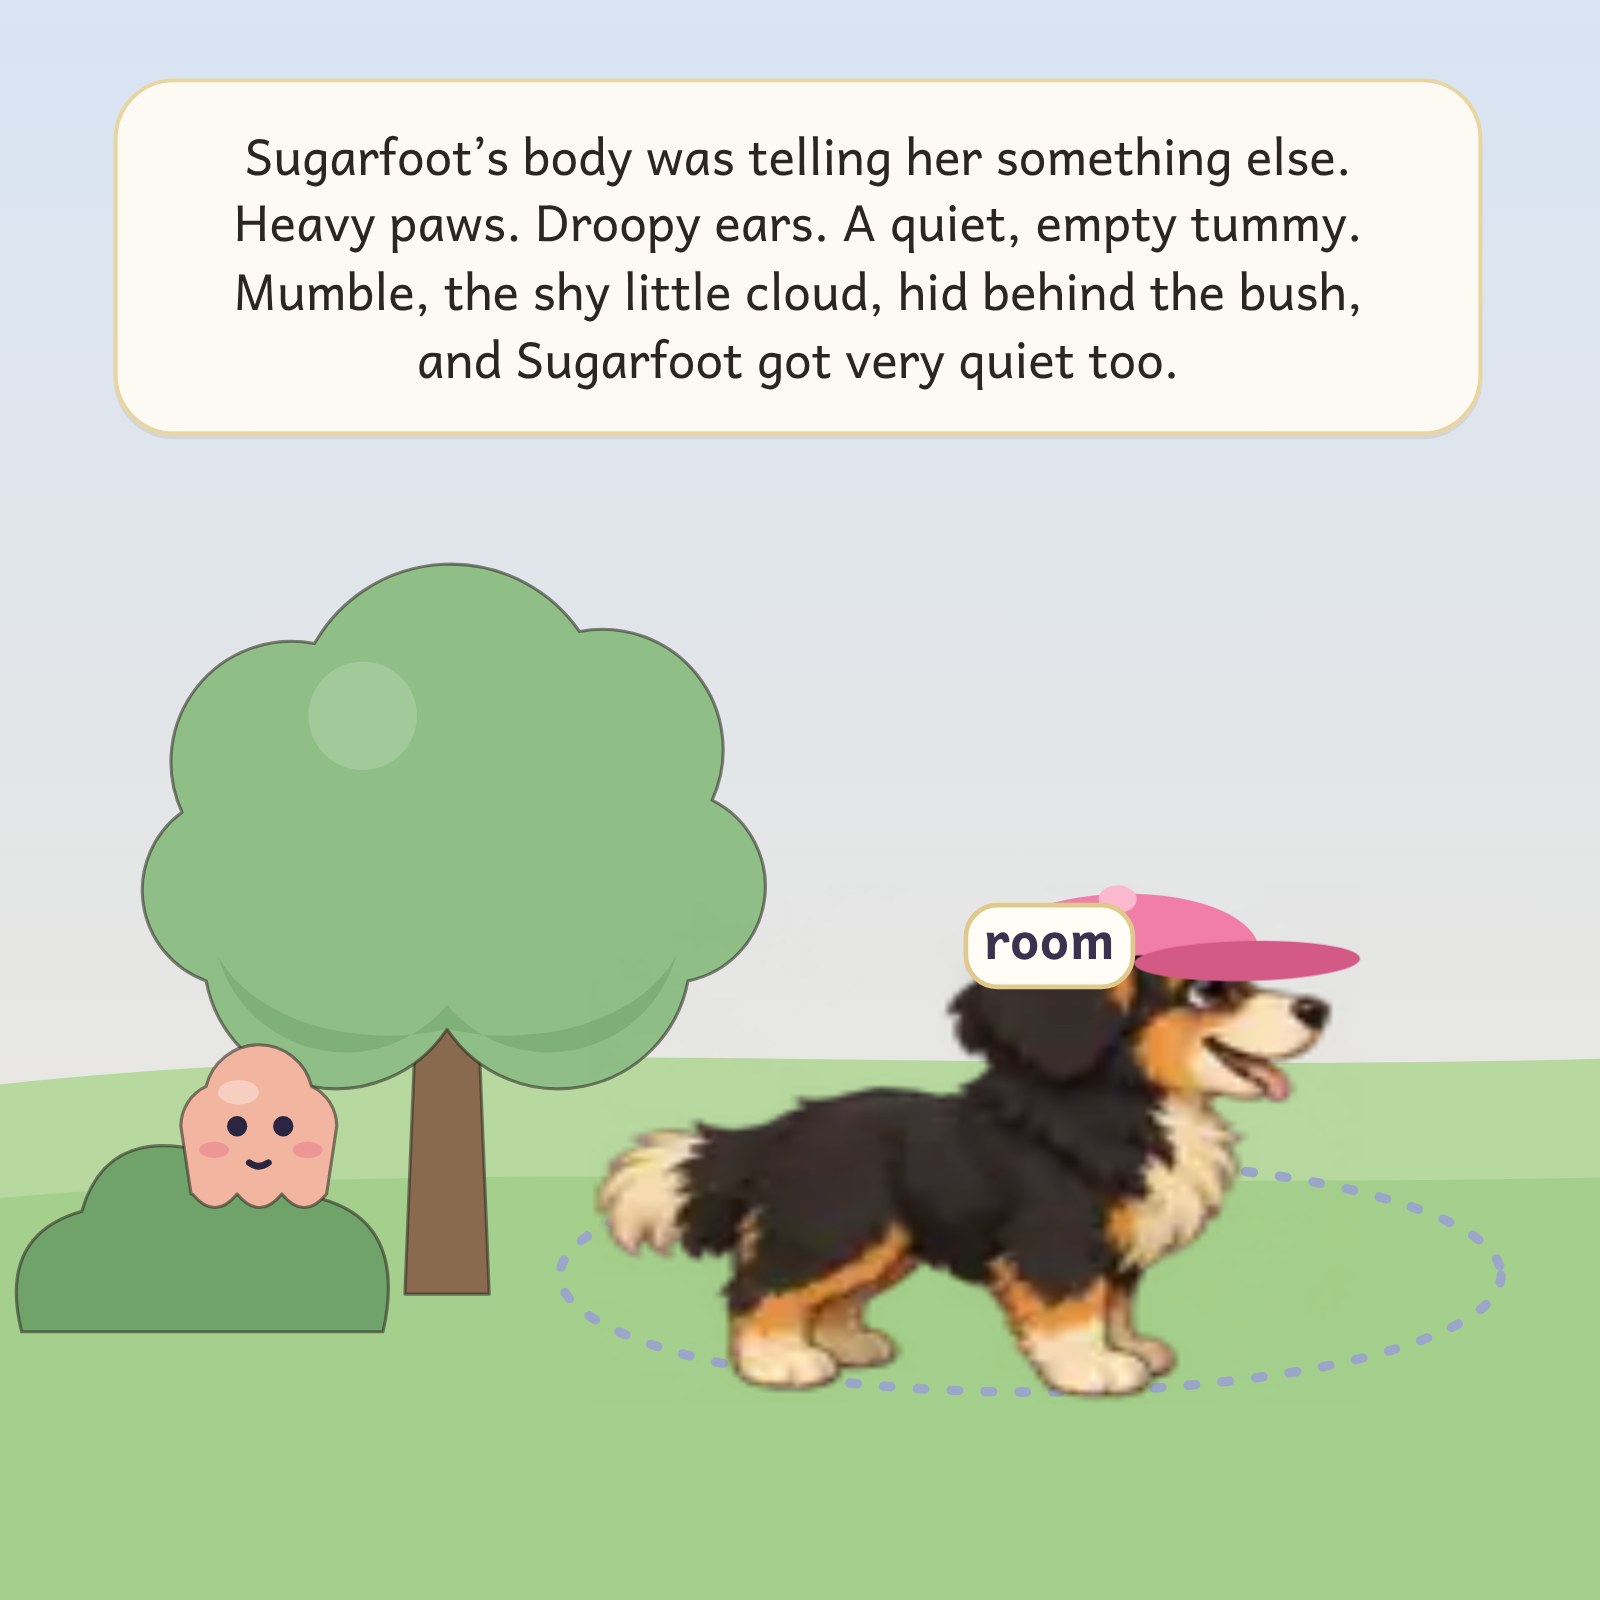 Sugarfoot’s body was telling her something else.
Heavy paws. Droopy ears. A quiet, empty tummy.
Mumble, the shy little cloud, hid behind the bush,
and Sugarfoot got very quiet too.
room